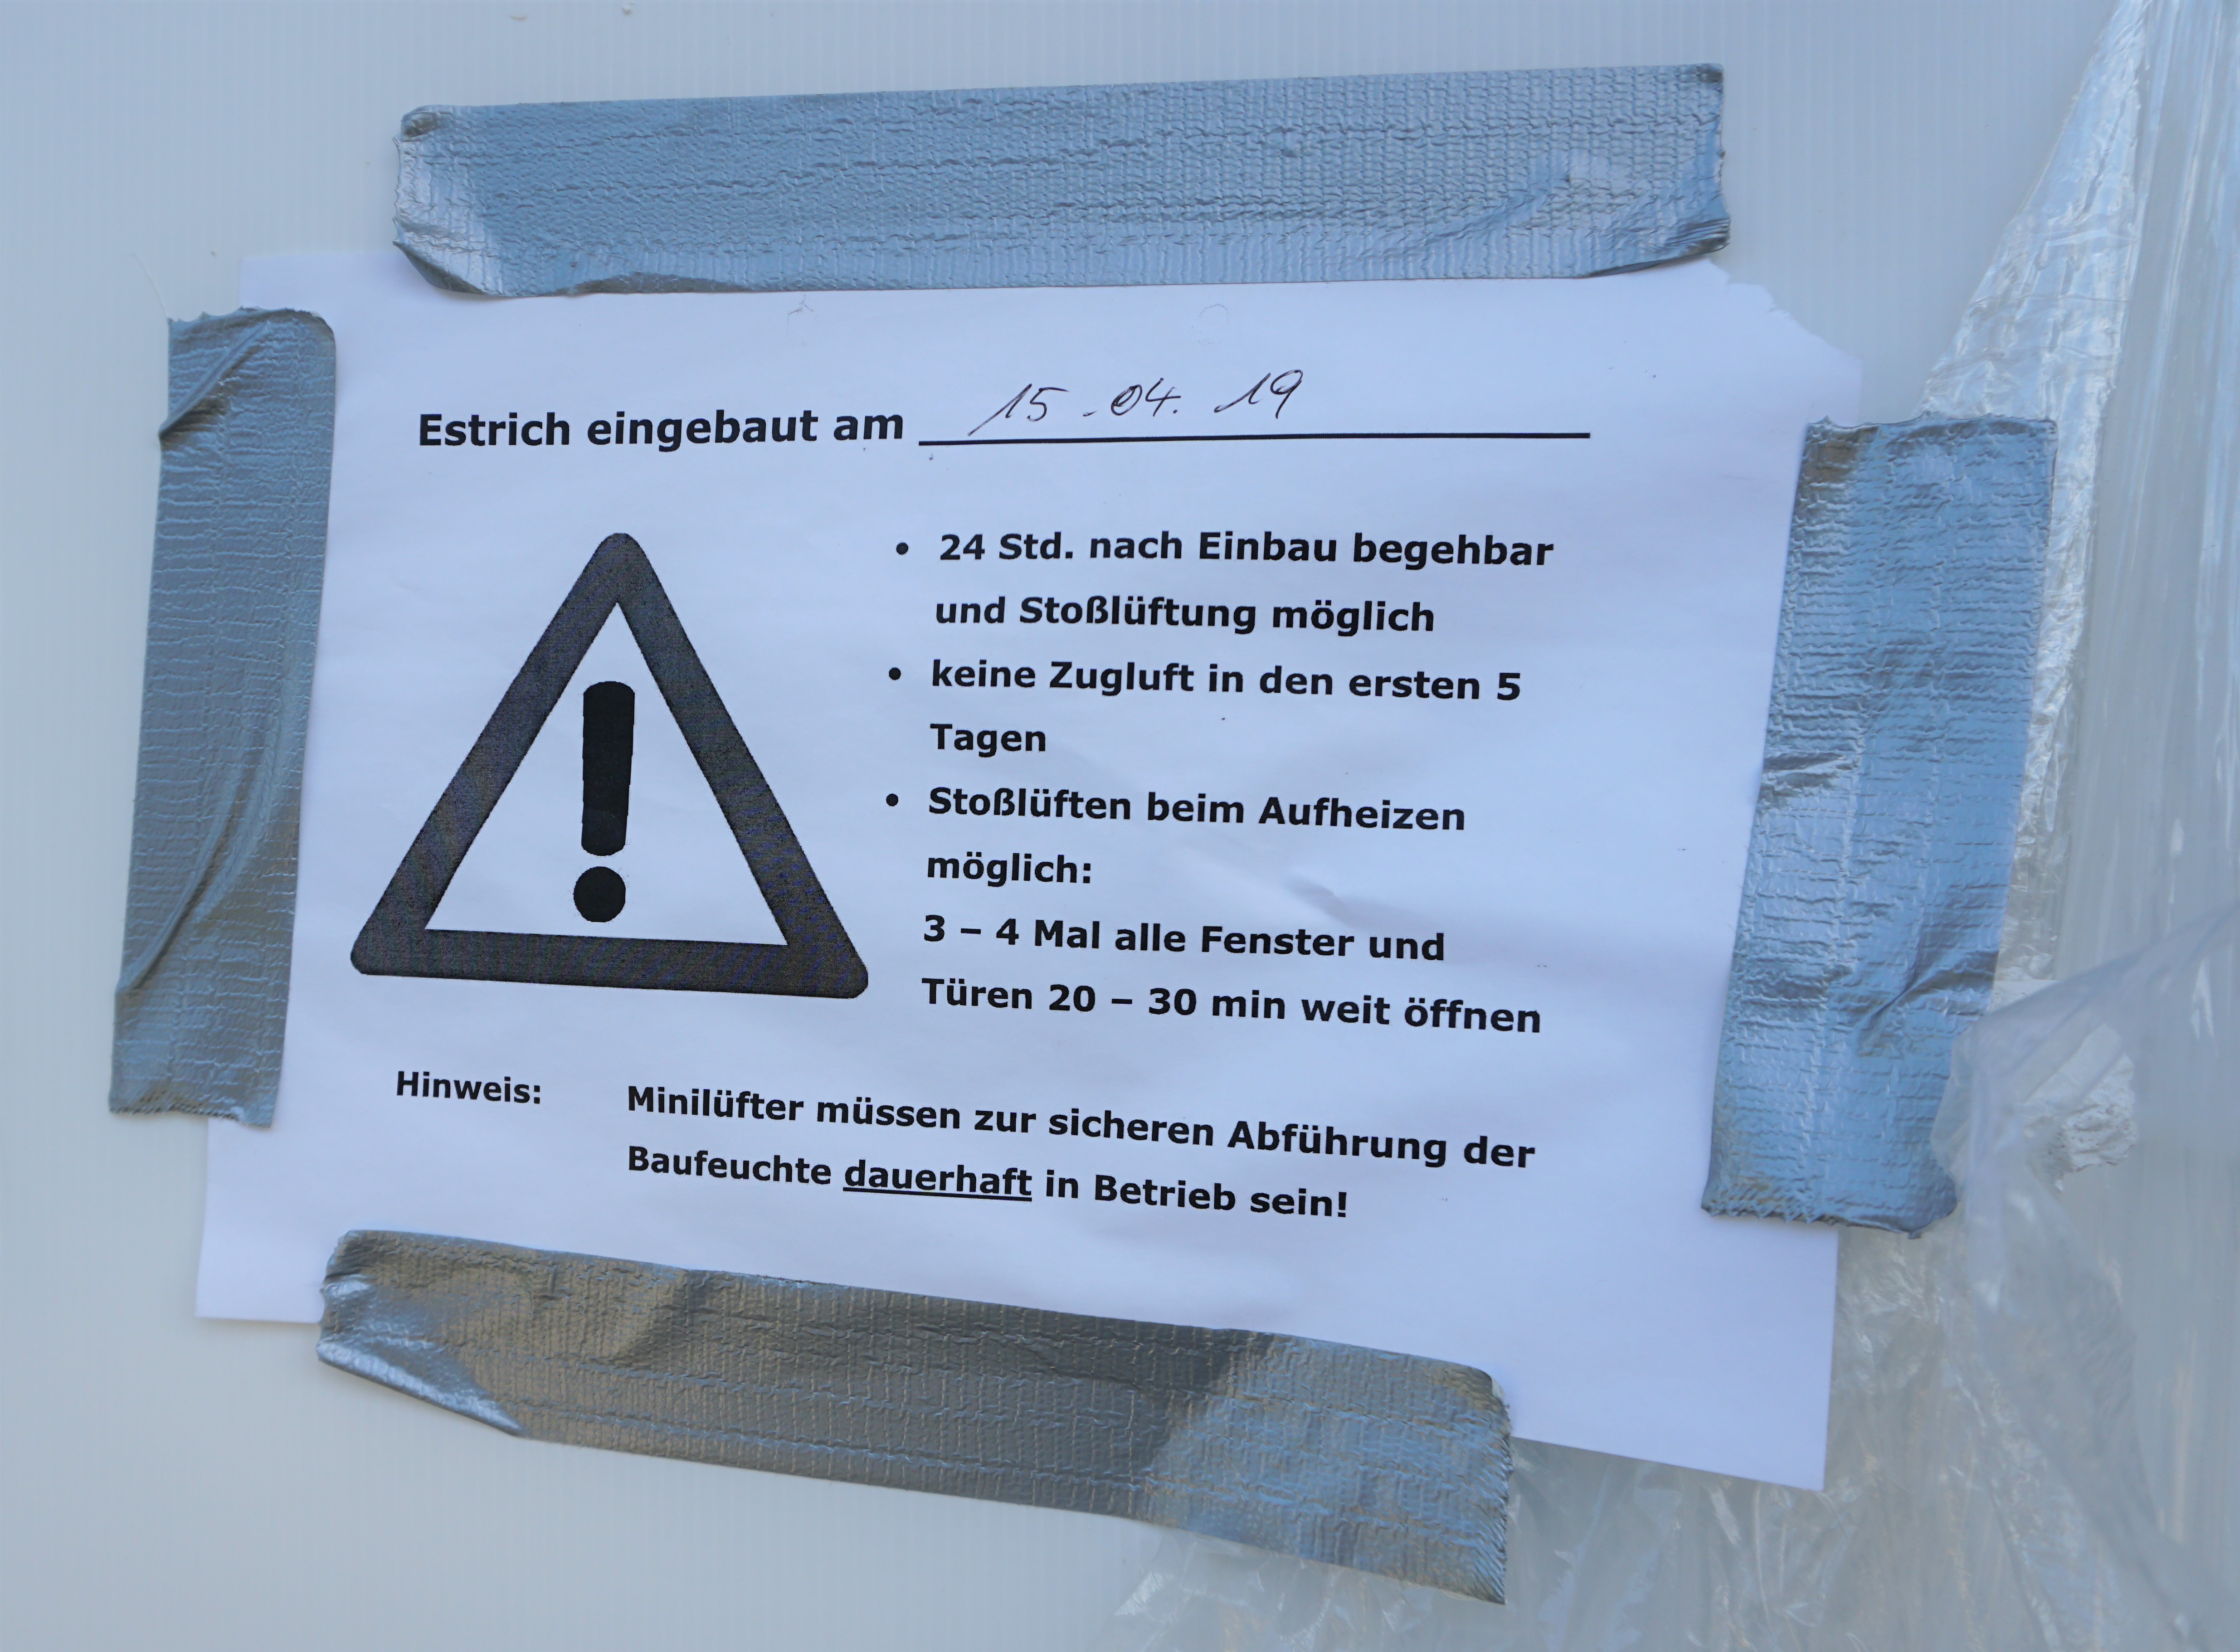 Estrich eingebaut am 15.04.19
• 24 Std. nach Einbau begehbar
und Stoßlüftung möglich
• keine Zugluft in den ersten 5
Tagen
• Stoßlüften beim Aufheizen
möglich:
3 – 4 Mal alle Fenster und
Türen 20 – 30 min weit öffnen
Hinweis: Minilüfter müssen zur sicheren Abführung der
Baufeuchte dauerhaft in Betrieb sein!